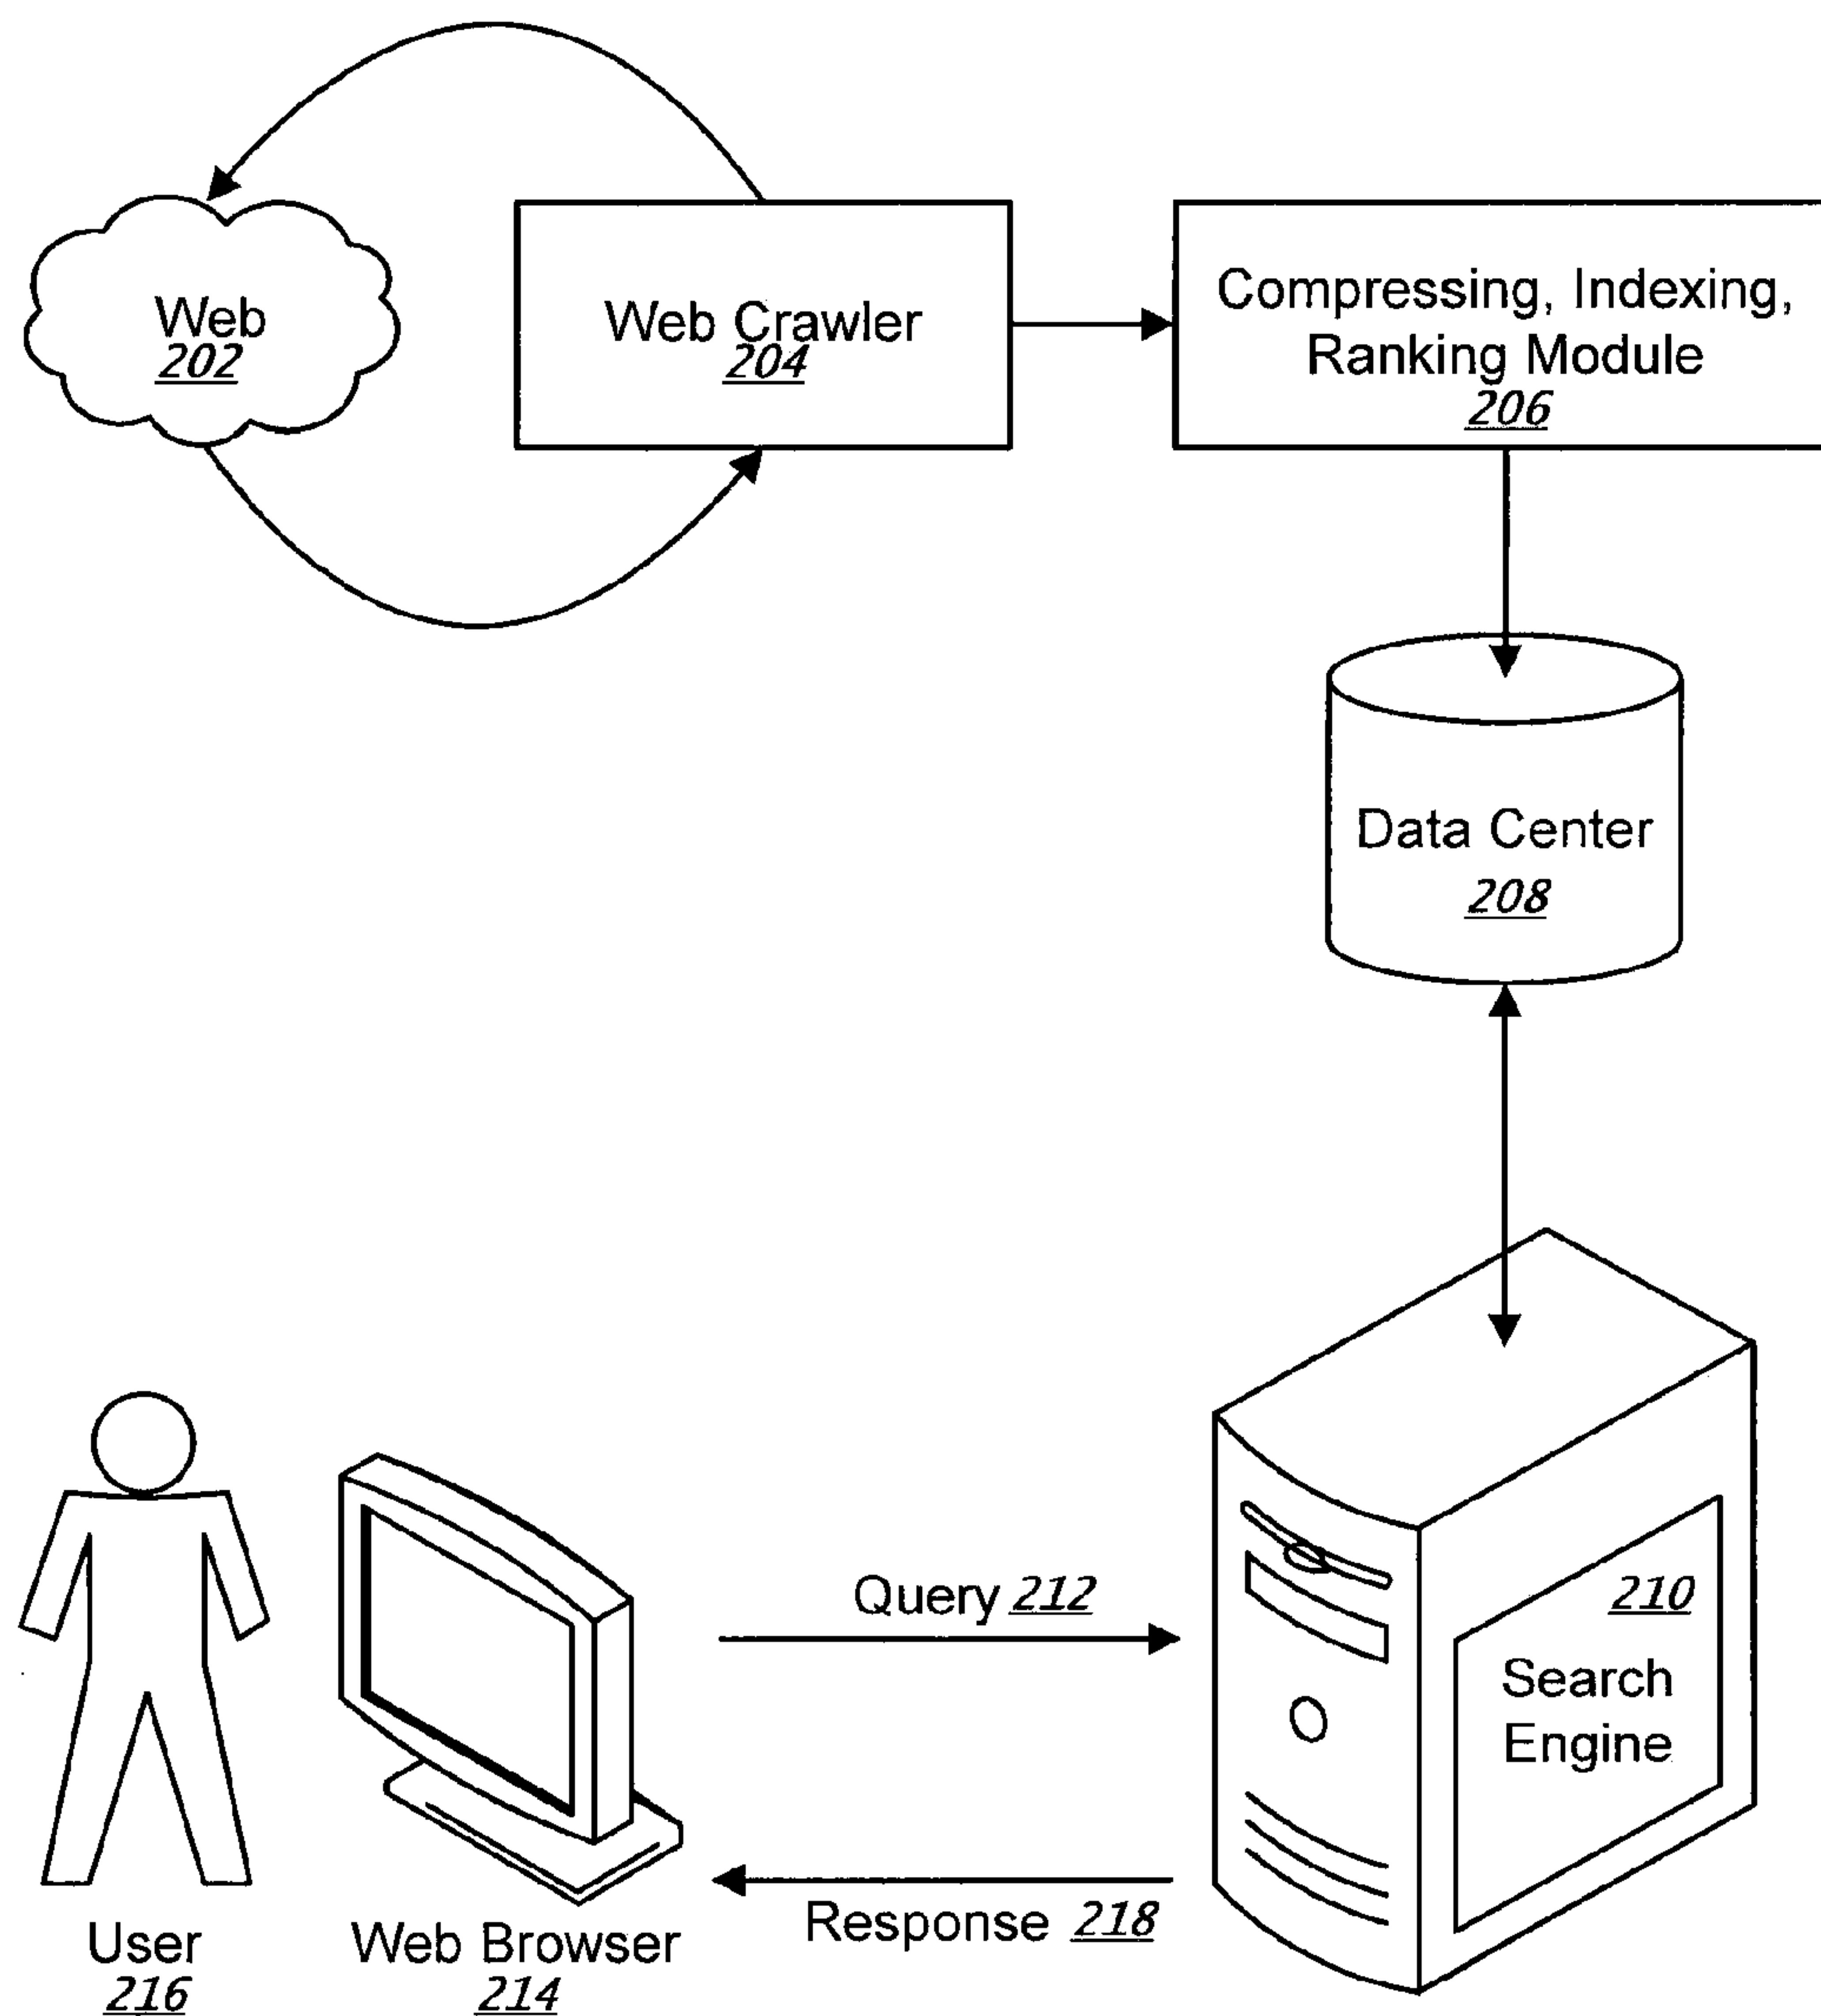 Web
202
Web Crawler
204
Compressing, Indexing,
Ranking Module
206
Data Center
208
Query 212
210
Search
Engine
Response 218
User
216
Web Browser
214